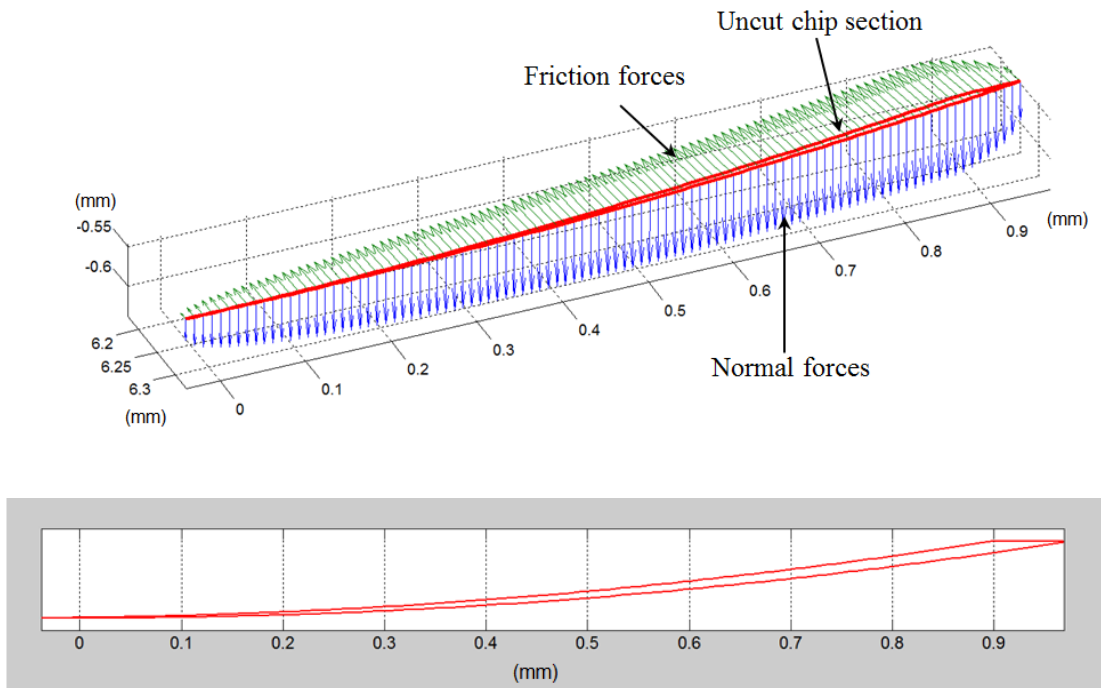 Uncut chip section
Friction forces
(mm)
-0.55
-0.6
6.2
6.25
6.3
(mm)
0
0.1
0.2
0.3
0.4
0.5
0.6
0.7
0.8
0.9
(mm)
Normal forces
0 0.1 0.2 0.3 0.4 0.5 0.6 0.7 0.8 0.9
(mm)